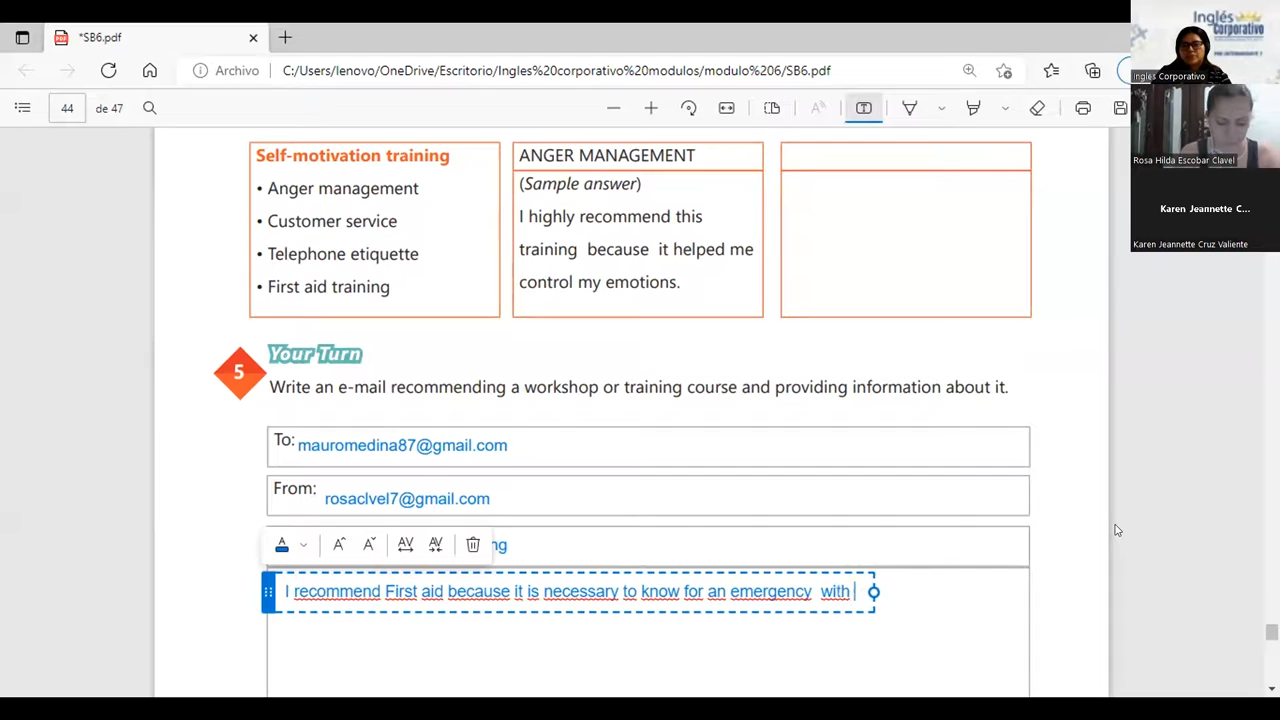 *SB6.pdf
Archivo
C:/Users/lenovo/OneDrive/Escritorio/Ingles%20corporativo%20modulos/modulo%206/SB6.pdf
44 de 47
Inglés
Corporativo
Ingles Corporativo
Rosa Hilda Escobar Clavel
Karen Jeannette C...
Karen Jeannette Cruz Valiente
Self-motivation training
• Anger management
• Customer service
• Telephone etiquette
• First aid training
ANGER MANAGEMENT
(Sample answer)
I highly recommend this
training because it helped me
control my emotions.
5
Your Turn
Write an e-mail recommending a workshop or training course and providing information about it.
To: mauromedina87@gmail.com
From: rosaclvel7@gmail.com
ng
I recommend First aid because it is necessary to know for an emergency with